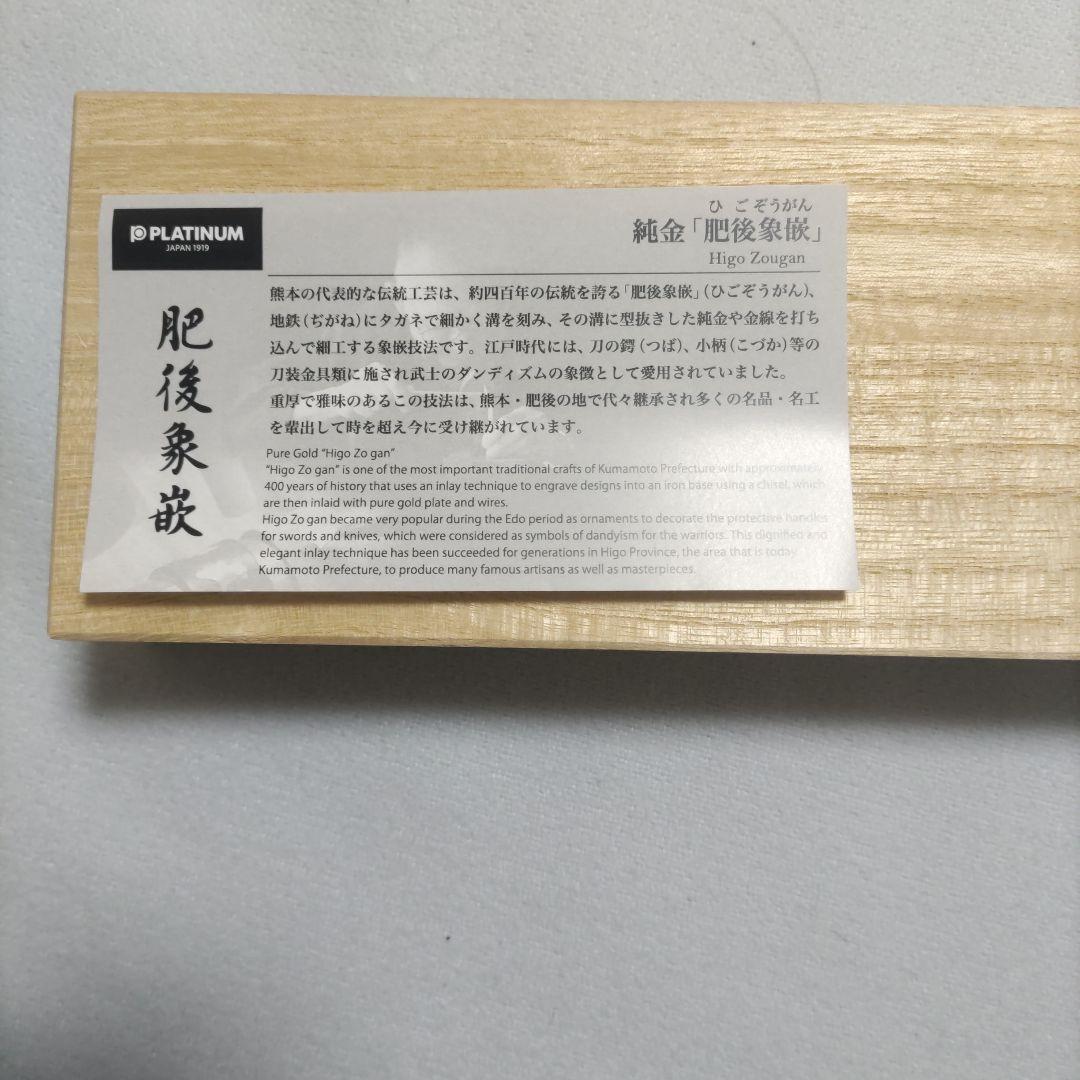 PLATINUM
JAPAN 1919
肥後象嵌
ひごぞうがん
純金「肥後象嵌」
Higo Zougan
熊本の代表的な伝統工芸は、約四百年の伝統を誇る「肥後象嵌」(ひごぞうがん)、
地鉄(ぢがね)にタガネで細かく溝を刻み、その溝に型抜きした純金や金線を打ち
込んで細工する象嵌技法です。江戸時代には、刀の鍔(つば)、小柄(こづか)等の
刀装金具類に施され武士のダンディズムの象徴として愛用されていました。
重厚で雅味のあるこの技法は、熊本・肥後の地で代々継承され多くの名品・名工
を輩出して時を超え今に受け継がれています。
Pure Gold "Higo Zo gan"
"Higo Zo gan" is one of the most important traditional crafts of Kumamoto Prefecture with approximately
400 years of history that uses an inlay technique to engrave designs into an iron base using a chisel, which
are then inlaid with pure gold plate and wires.
Higo Zo gan became very popular during the Edo period as ornaments to decorate the protective handles
for swords and knives, which were considered as symbols of dandyism for the warriors. This dignified and
elegant inlay technique has been succeeded for generations in Higo Province, the area that is today
Kumamoto Prefecture, to produce many famous artisans as well as masterpieces.